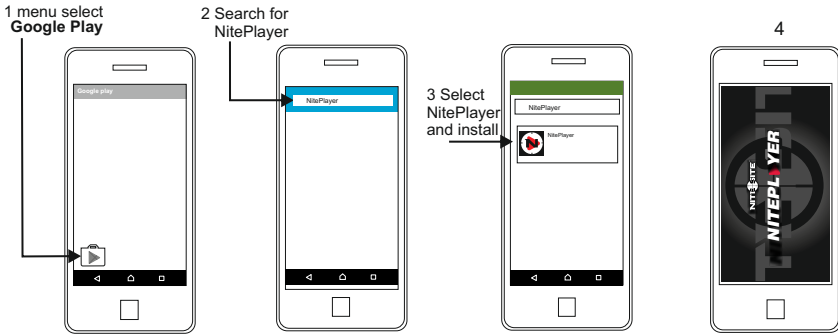 1 menu select
Google Play
Google play
2 Search for
NitePlayer
NitePlayer
3 Select
NitePlayer
and install
NitePlayer
NitePlayer
4
NITESITE
NITEPLAYER